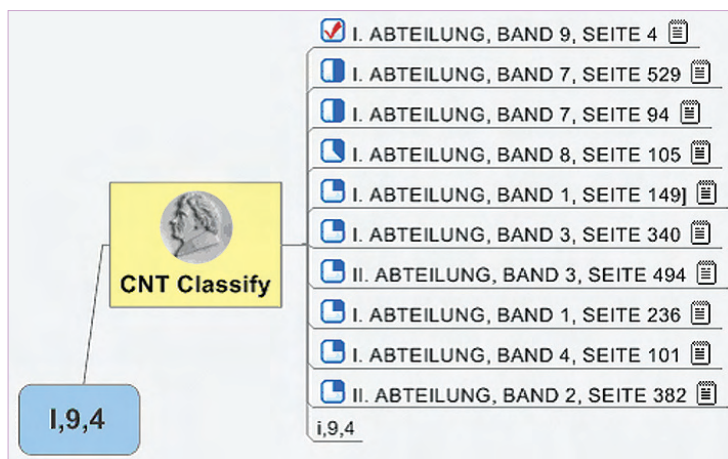 I. ABTEILUNG, BAND 9, SEITE 4
I. ABTEILUNG, BAND 7, SEITE 529
I. ABTEILUNG, BAND 7, SEITE 94
I. ABTEILUNG, BAND 8, SEITE 105
I. ABTEILUNG, BAND 1, SEITE 149]
I. ABTEILUNG, BAND 3, SEITE 340
II. ABTEILUNG, BAND 3, SEITE 494
I. ABTEILUNG, BAND 1, SEITE 236
I. ABTEILUNG, BAND 4, SEITE 101
II. ABTEILUNG, BAND 2, SEITE 382
i,9,4
CNT Classify
I,9,4